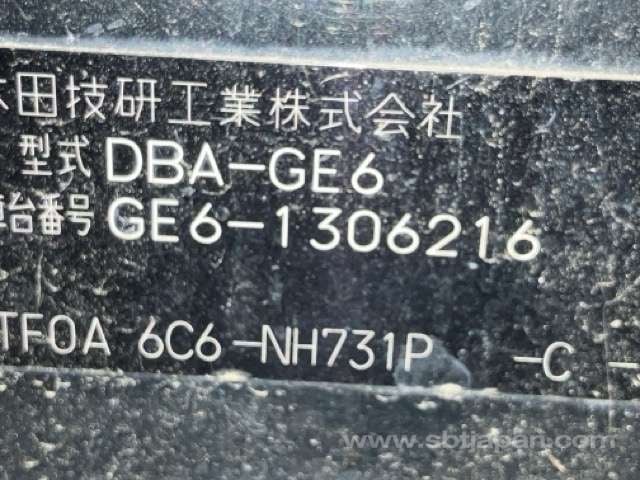 本田技研工業株式会社
型式 DBA-GE6
車台番号 GE6-1306216
TF0A 6C6-NH731P -C -
www.sbtjapan.com